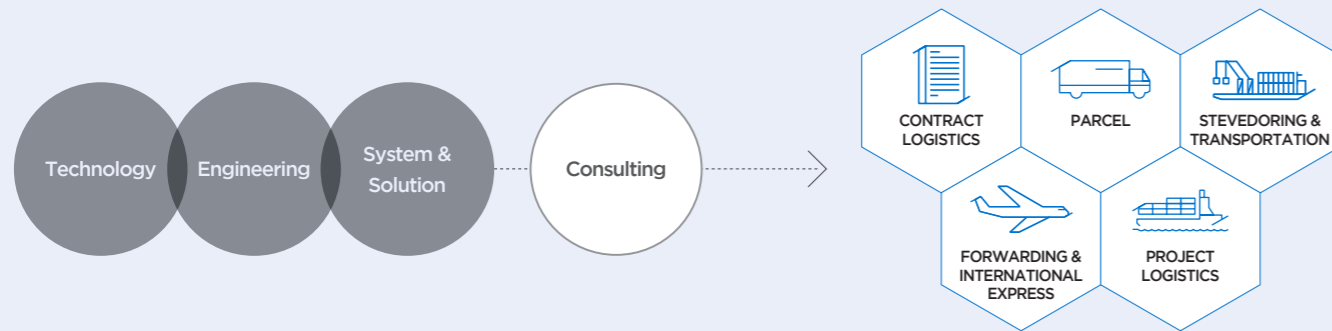 Technology
Engineering
System &
Solution
Consulting
CONTRACT
LOGISTICS
PARCEL
STEVEDORING &
TRANSPORTATION
FORWARDING &
INTERNATIONAL
EXPRESS
PROJECT
LOGISTICS